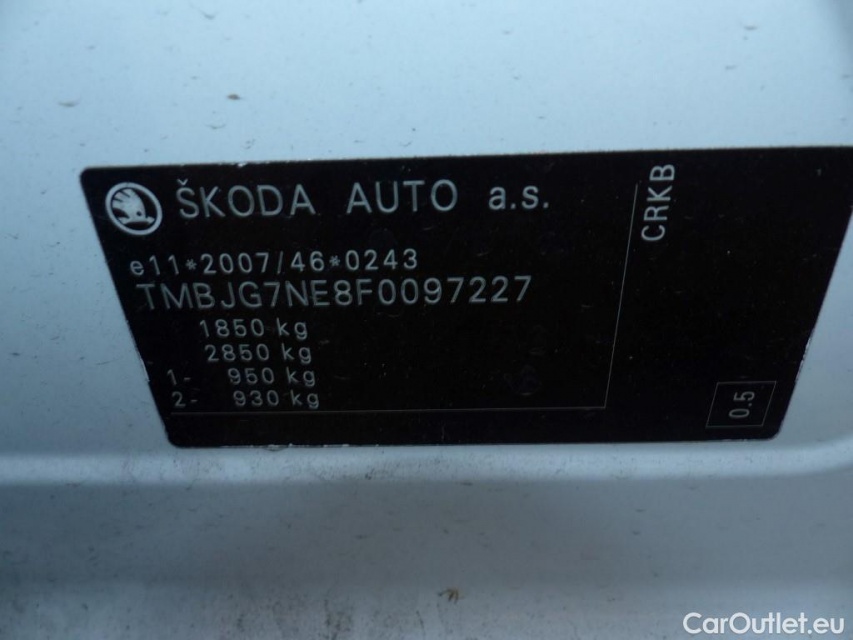 ŠKODA AUTO a.s.
e11*2007/46*0243
TMBJG7NE8F0097227
1850 kg
2850 kg
1- 950 kg
2- 930 kg
CRKB
0.5
CarOutlet.eu